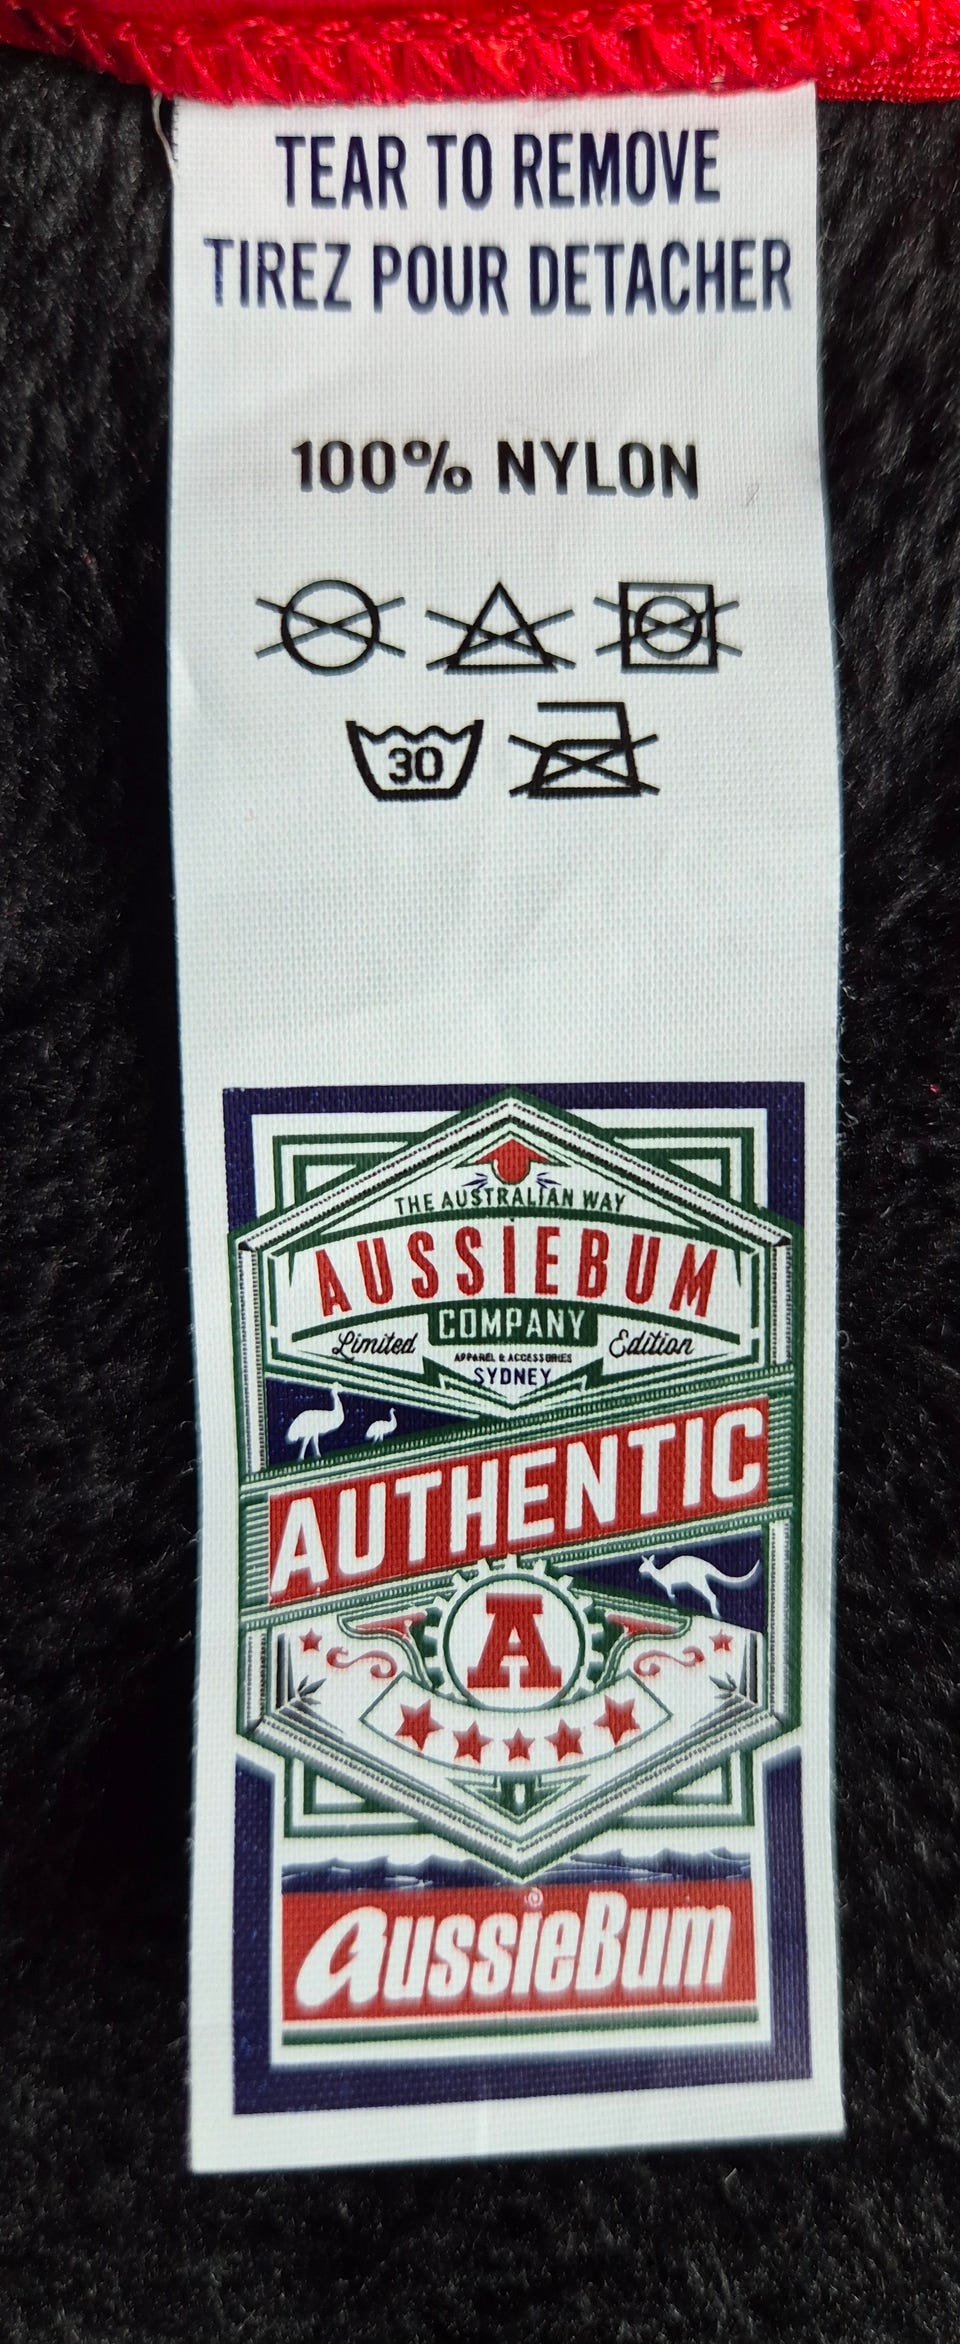 TEAR TO REMOVE
TIREZ POUR DETACHER
100% NYLON
30
THE AUSTRALIAN WAY
AUSSIEBUM
COMPANY
Limited Edition
APPAREL & ACCESSORIES
SYDNEY
AUTHENTIC
A
aussieBum